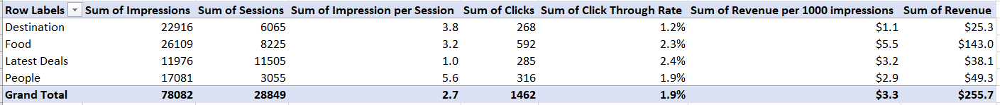 Row Labels Sum of Impressions Sum of Sessions Sum of Impression per Session Sum of Clicks Sum of Click Through Rate Sum of Revenue per 1000 impressions Sum of Revenue
Destination 22916 6065 3.8 268 1.2% $1.1 $25.3
Food 26109 8225 3.2 592 2.3% $5.5 $143.0
Latest Deals 11976 11505 1.0 285 2.4% $3.2 $38.1
People 17081 3055 5.6 316 1.9% $2.9 $49.3
Grand Total 78082 28849 2.7 1462 1.9% $3.3 $255.7